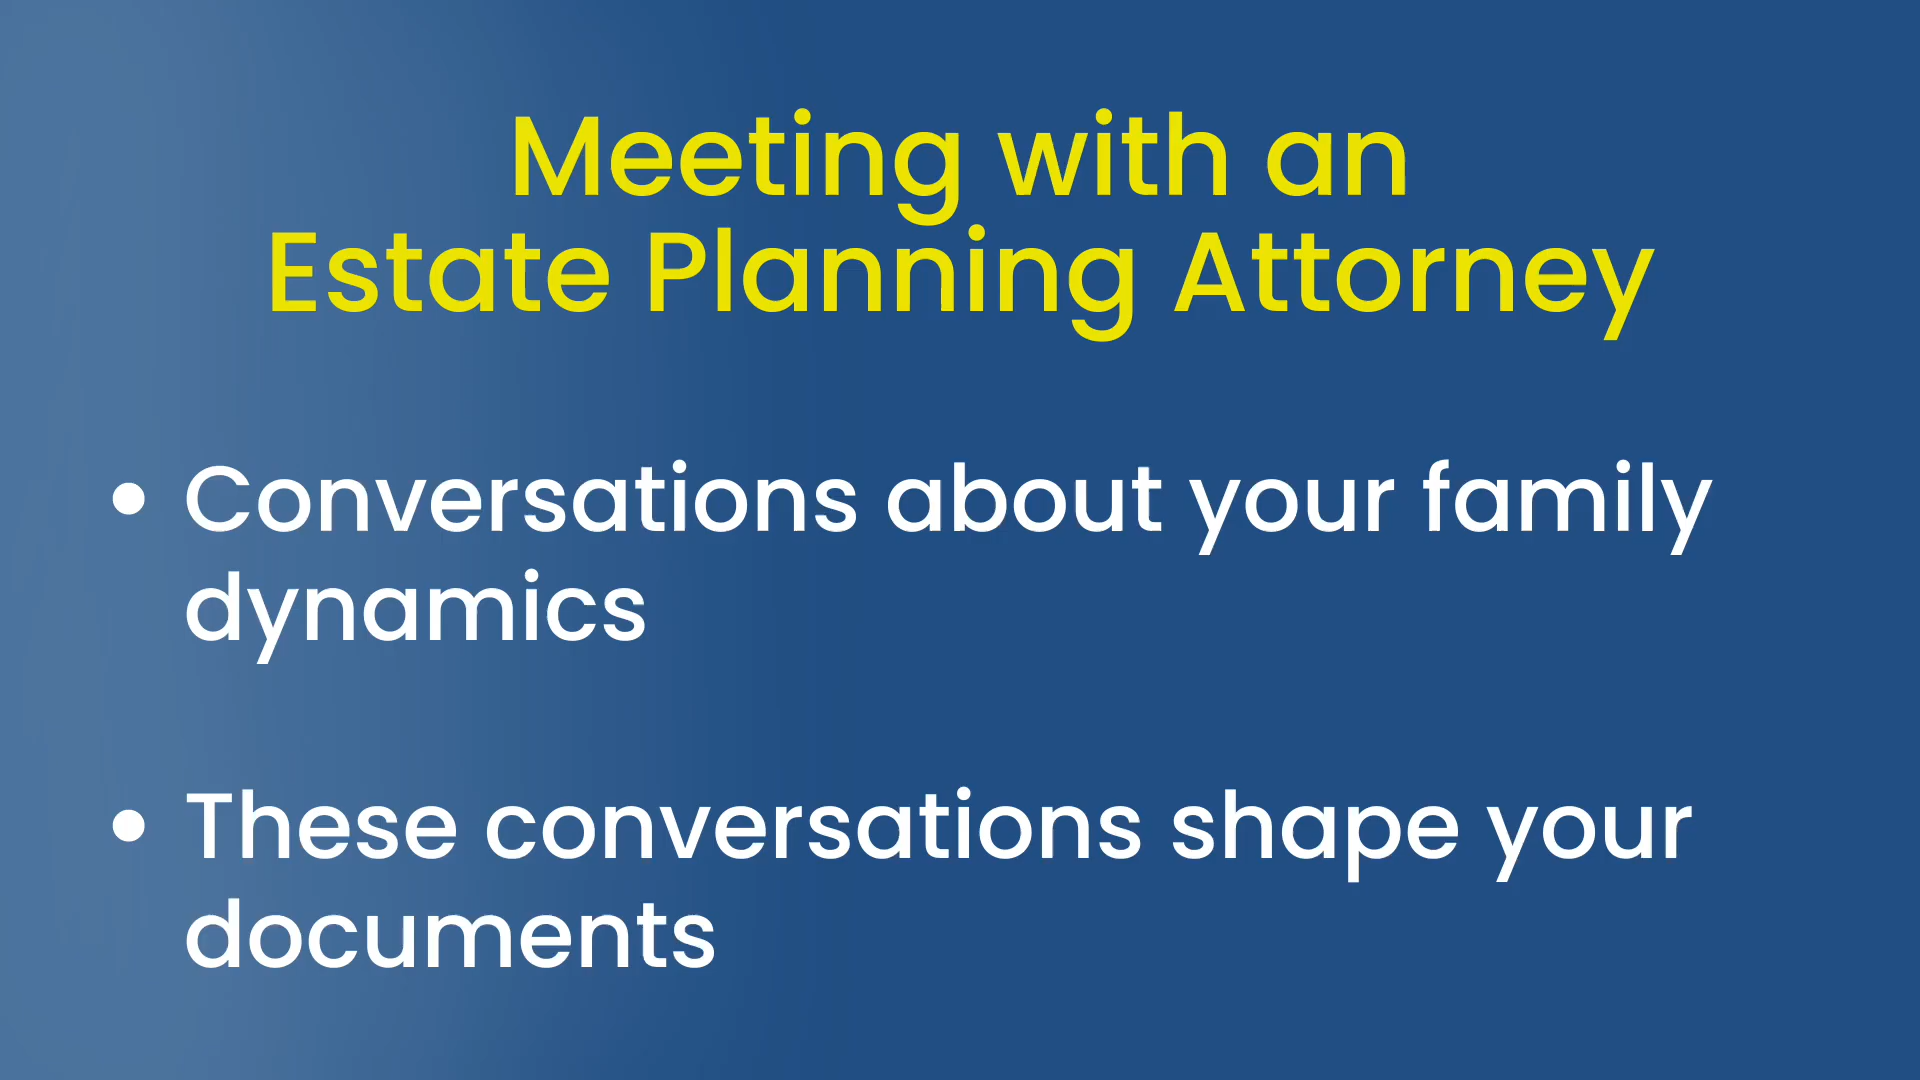 Meeting with an
Estate Planning Attorney
• Conversations about your family
dynamics
• These conversations shape your
documents